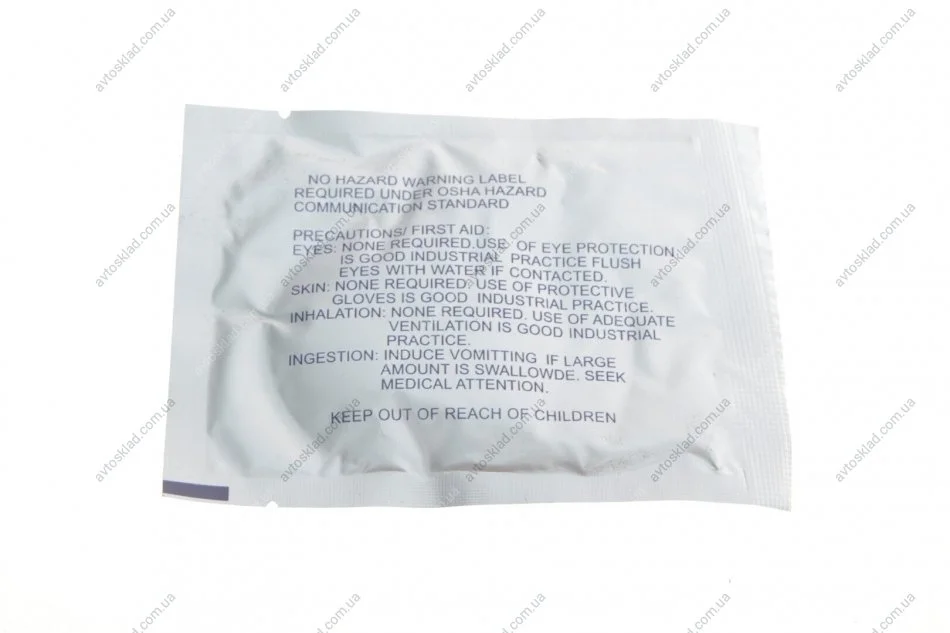 NO HAZARD WARNING LABEL
REQUIRED UNDER OSHA HAZARD
COMMUNICATION STANDARD
PRECAUTIONS/ FIRST AID:
EYES: NONE REQUIRED.USE OF EYE PROTECTION
IS GOOD INDUSTRIAL PRACTICE FLUSH
EYES WITH WATER IF CONTACTED.
SKIN: NONE REQUIRED: USE OF PROTECTIVE
GLOVES IS GOOD INDUSTRIAL PRACTICE.
INHALATION: NONE REQUIRED. USE OF ADEQUATE
VENTILATION IS GOOD INDUSTRIAL
PRACTICE.
INGESTION: INDUCE VOMITTING IF LARGE
AMOUNT IS SWALLOWDE. SEEK
MEDICAL ATTENTION.
KEEP OUT OF REACH OF CHILDREN
avtosklad.com.ua